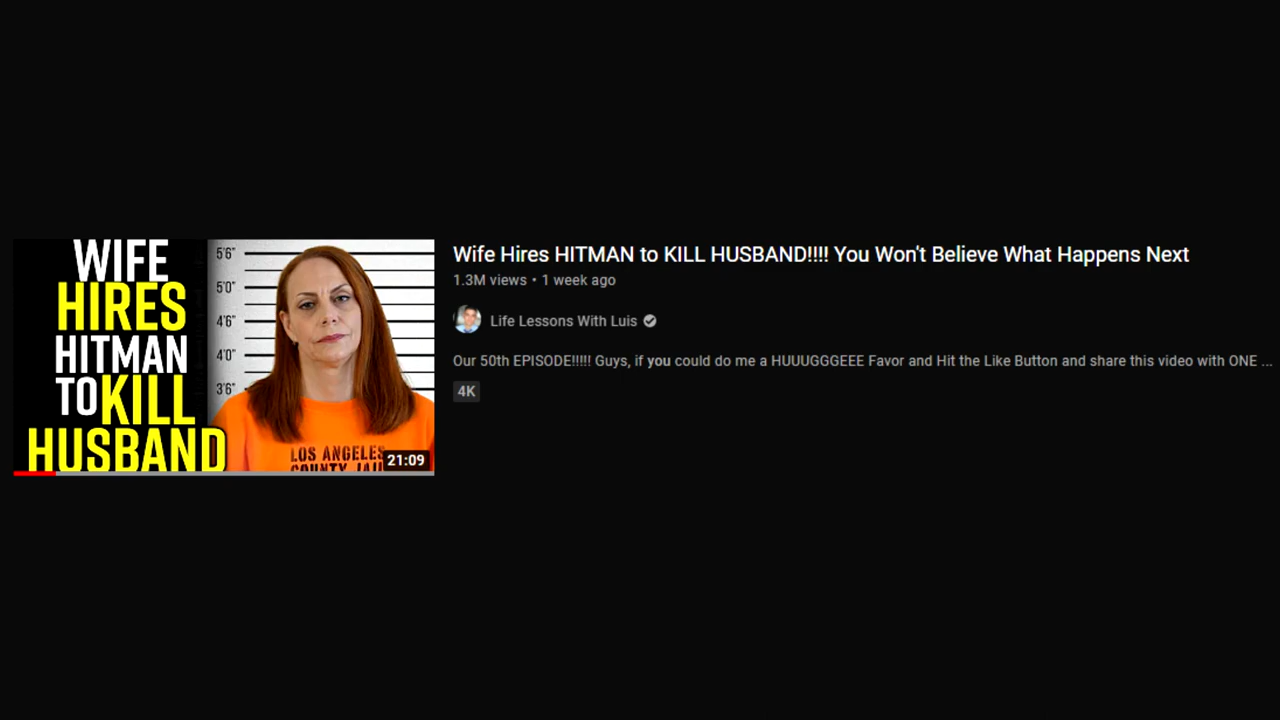 WIFE
HIRES
HITMAN
TO KILL
HUSBAND
5'6"
5'0"
4'6"
4'0"
3'6"
LOS ANGELES
COUNTY JAIL
21:09
Wife Hires HITMAN to KILL HUSBAND!!!! You Won't Believe What Happens Next
1.3M views • 1 week ago
Life Lessons With Luis
Our 50th EPISODE!!!!! Guys, if you could do me a HUUUGGGEEE Favor and Hit the Like Button and share this video with ONE ...
4K